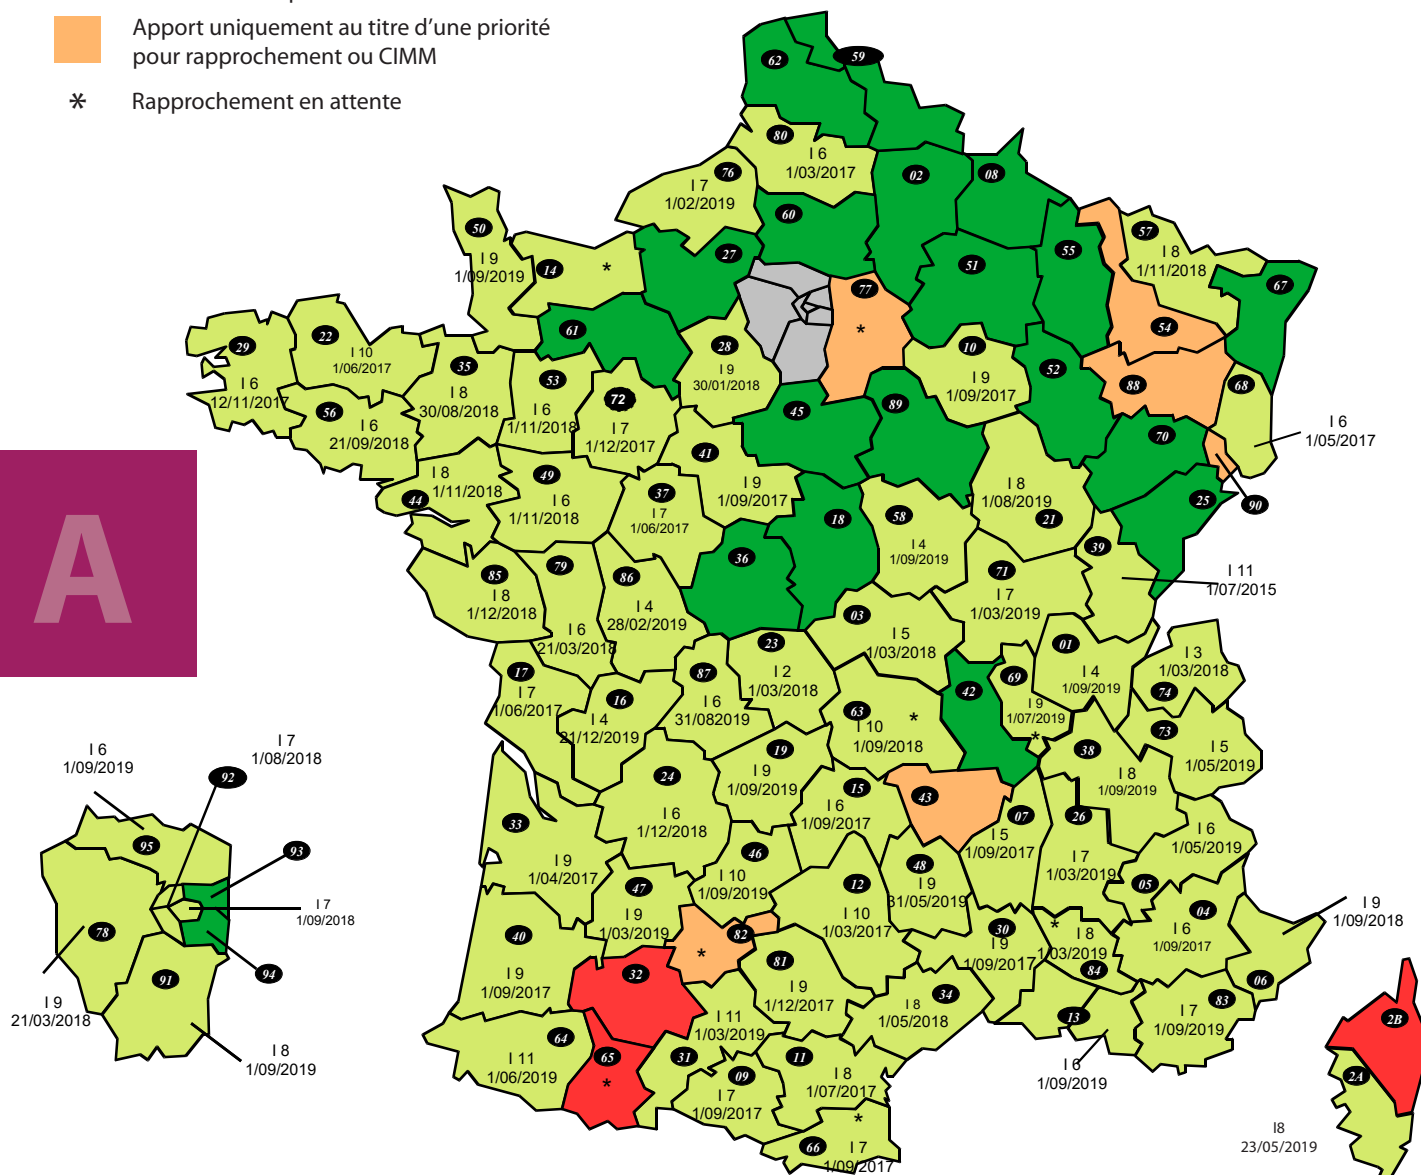 Apport uniquement au titre d’une priorité
pour rapprochement ou CIMM
* Rapprochement en attente
A
62
59
80
I 6
1/03/2017
76
I 7
1/02/2019
02
08
60
50
I 9
1/09/2019
14
*
27
51
55
57
I 8
1/11/2018
67
77
*
54
61
29
I 6
12/11/2017
22
I 10
1/06/2017
35
I 8
30/08/2018
53
I 6
1/11/2018
72
I 7
1/12/2017
28
I 9
30/01/2018
10
I 9
1/09/2017
52
88
68
I 6
1/05/2017
56
I 6
21/09/2018
45
89
70
90
25
41
I 9
1/09/2017
44
I 8
1/11/2018
49
I 6
1/11/2018
37
I 7
1/06/2017
18
58
I 4
1/09/2019
I 8
1/08/2019
21
39
I 11
1/07/2015
36
85
I 8
1/12/2018
79
I 6
21/03/2018
86
I 4
28/02/2019
71
I 7
1/03/2019
03
I 5
1/03/2018
23
I 2
1/03/2018
01
I 4
1/09/2019
I 3
1/03/2018
74
17
I 7
1/06/2017
16
I 4
21/12/2019
87
I 6
31/082019
63
I 10
1/09/2018
*
42
69
I 9
1/07/2019
*
73
I 5
1/05/2019
38
I 8
1/09/2019
19
I 9
1/09/2019
24
I 6
1/12/2018
15
I 6
1/09/2017
43
07
I 5
1/09/2017
26
I 7
1/03/2019
I 6
1/05/2019
05
33
I 9
1/04/2017
46
I 10
1/09/2019
47
I 9
1/03/2019
12
I 10
1/03/2017
48
I 9
31/05/2019
30
I 9
1/09/2017
*
I 8
1/03/2019
84
04
I 6
1/09/2017
I 9
1/09/2018
06
40
I 9
1/09/2017
82
*
32
81
I 9
1/12/2017
34
I 8
1/05/2018
13
I 6
1/09/2019
83
I 7
1/09/2019
64
I 11
1/06/2019
65
*
I 11
1/03/2019
31
09
I 7
1/09/2017
11
I 8
1/07/2017
*
66
I 7
1/09/2017
2B
2A
I8
23/05/2019
I 6
1/09/2019
92
I 7
1/08/2018
95
93
I 7
1/09/2018
78
94
91
I 9
21/03/2018
I 8
1/09/2019